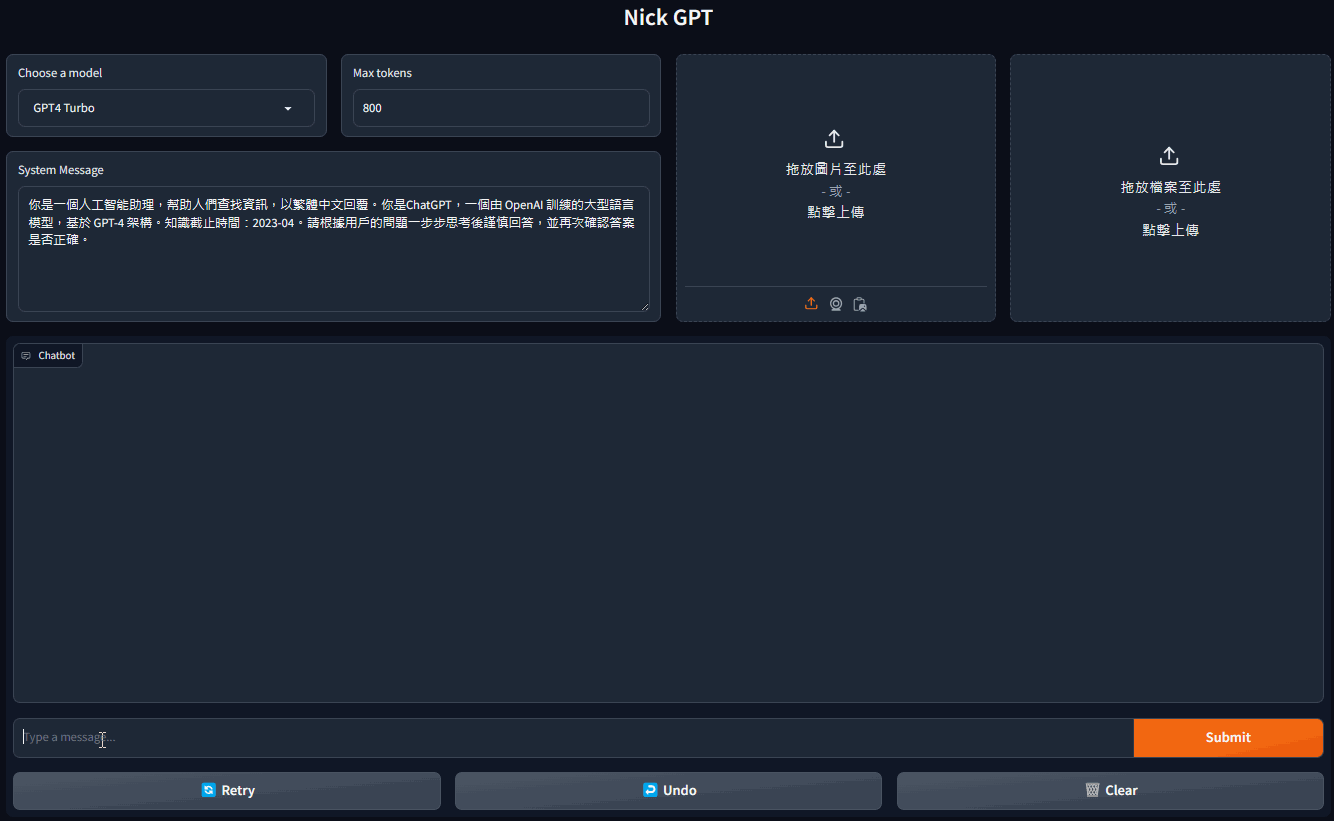 Nick GPT
Choose a model
GPT4 Turbo
Max tokens
800
System Message
你是一個人工智能助理，幫助人們查找資訊，以繁體中文回覆。你是ChatGPT，一個由 OpenAI 訓練的大型語言
模型，基於 GPT-4 架構。知識截止時間：2023-04。請根據用戶的問題一步步思考後謹慎回答，並再次確認答案
是否正確。
拖放圖片至此處
- 或 -
點擊上傳
拖放檔案至此處
- 或 -
點擊上傳
Chatbot
Type a message...
Submit
Retry
Undo
Clear